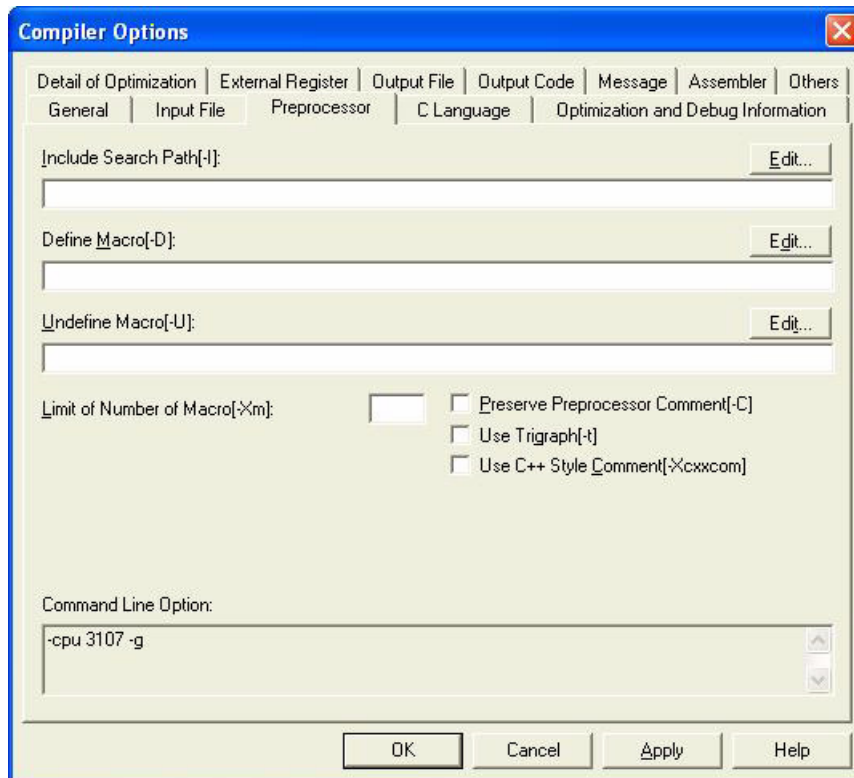 Compiler Options
Detail of Optimization External Register Output File Output Code Message Assembler Others
General Input File Preprocessor C Language Optimization and Debug Information
Include Search Path[-I]: Edit...
Define Macro[-D]: Edit...
Undefine Macro[-U]: Edit...
Limit of Number of Macro[-Xm]: Preserve Preprocessor Comment[-C]
Use Trigraph[-t]
Use C++ Style Comment[-Xcxxcom]
Command Line Option:
-cpu 3107 -g
OK Cancel Apply Help